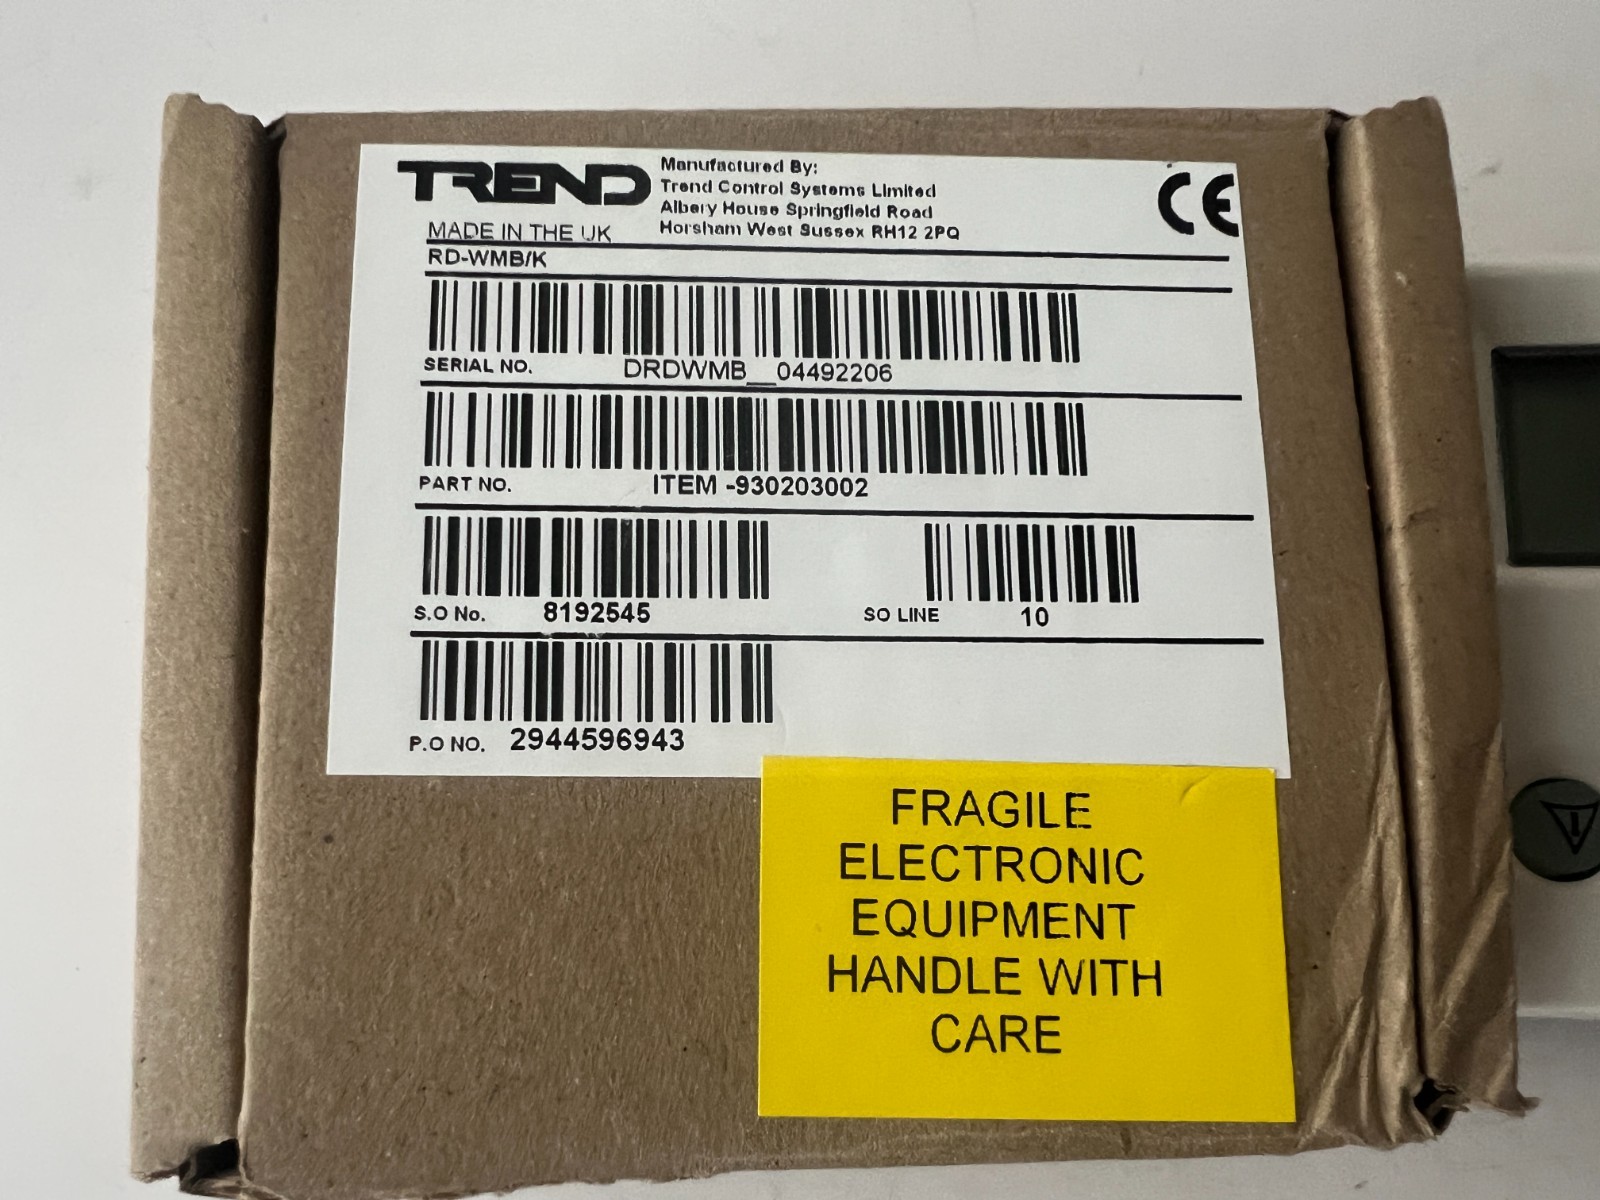 TREND
Manufactured By:
Trend Control Systems Limited
Albery House Springfield Road
Horsham West Sussex RH12 2PQ
CE
MADE IN THE UK
RD-WMB/K
SERIAL NO. DRDWMB__04492206
PART NO. ITEM -930203002
S.O No. 8192545 SO LINE 10
P.O NO. 2944596943
FRAGILE
ELECTRONIC
EQUIPMENT
HANDLE WITH
CARE